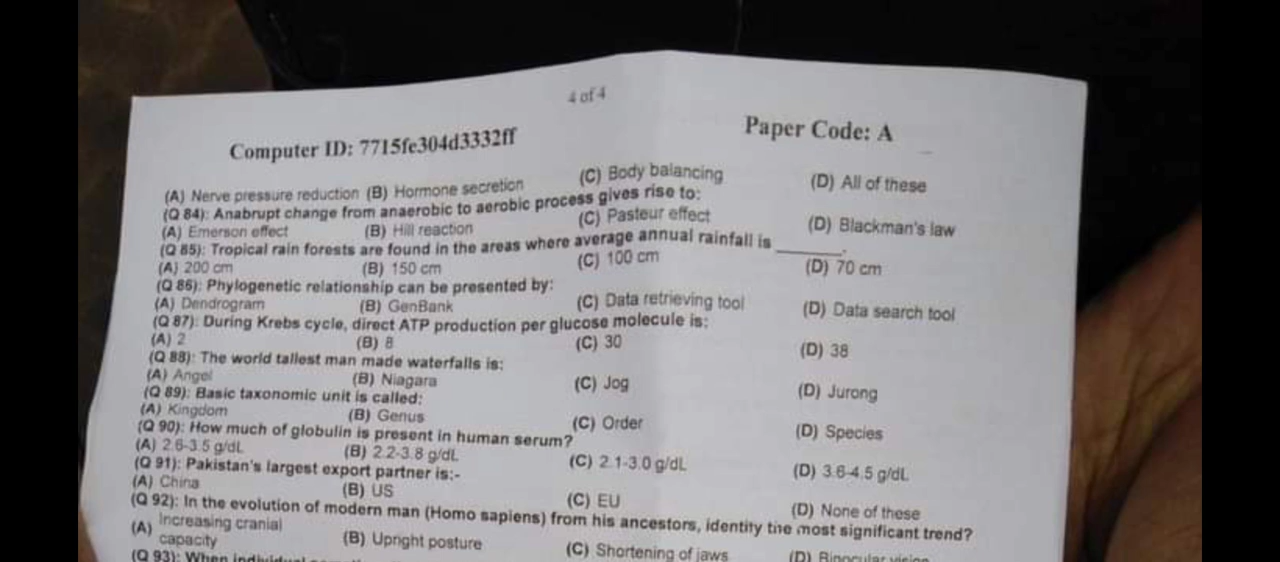 4 of 4
Computer ID: 7715fe304d3332ff Paper Code: A
(A) Nerve pressure reduction (B) Hormone secretion (C) Body balancing (D) All of these
(Q 84): Anabrupt change from anaerobic to aerobic process gives rise to:
(A) Emerson effect (B) Hill reaction (C) Pasteur effect (D) Blackman's law
(Q 85): Tropical rain forests are found in the areas where average annual rainfall is ________.
(A) 200 cm (B) 150 cm (C) 100 cm (D) 70 cm
(Q 86): Phylogenetic relationship can be presented by:
(A) Dendrogram (B) GenBank (C) Data retrieving tool (D) Data search tool
(Q 87): During Krebs cycle, direct ATP production per glucose molecule is:
(A) 2 (B) 8 (C) 30 (D) 38
(Q 88): The world tallest man made waterfalls is:
(A) Angel (B) Niagara (C) Jog (D) Jurong
(Q 89): Basic taxonomic unit is called:
(A) Kingdom (B) Genus (C) Order (D) Species
(Q 90): How much of globulin is present in human serum?
(A) 2.6-3.5 g/dL (B) 2.2-3.8 g/dL (C) 2.1-3.0 g/dL (D) 3.6-4.5 g/dL
(Q 91): Pakistan's largest export partner is:-
(A) China (B) US (C) EU (D) None of these
(Q 92): In the evolution of modern man (Homo sapiens) from his ancestors, identity the most significant trend?
(A) Increasing cranial capacity (B) Upright posture (C) Shortening of jaws (D) Binocular vision
(Q 93): When individual